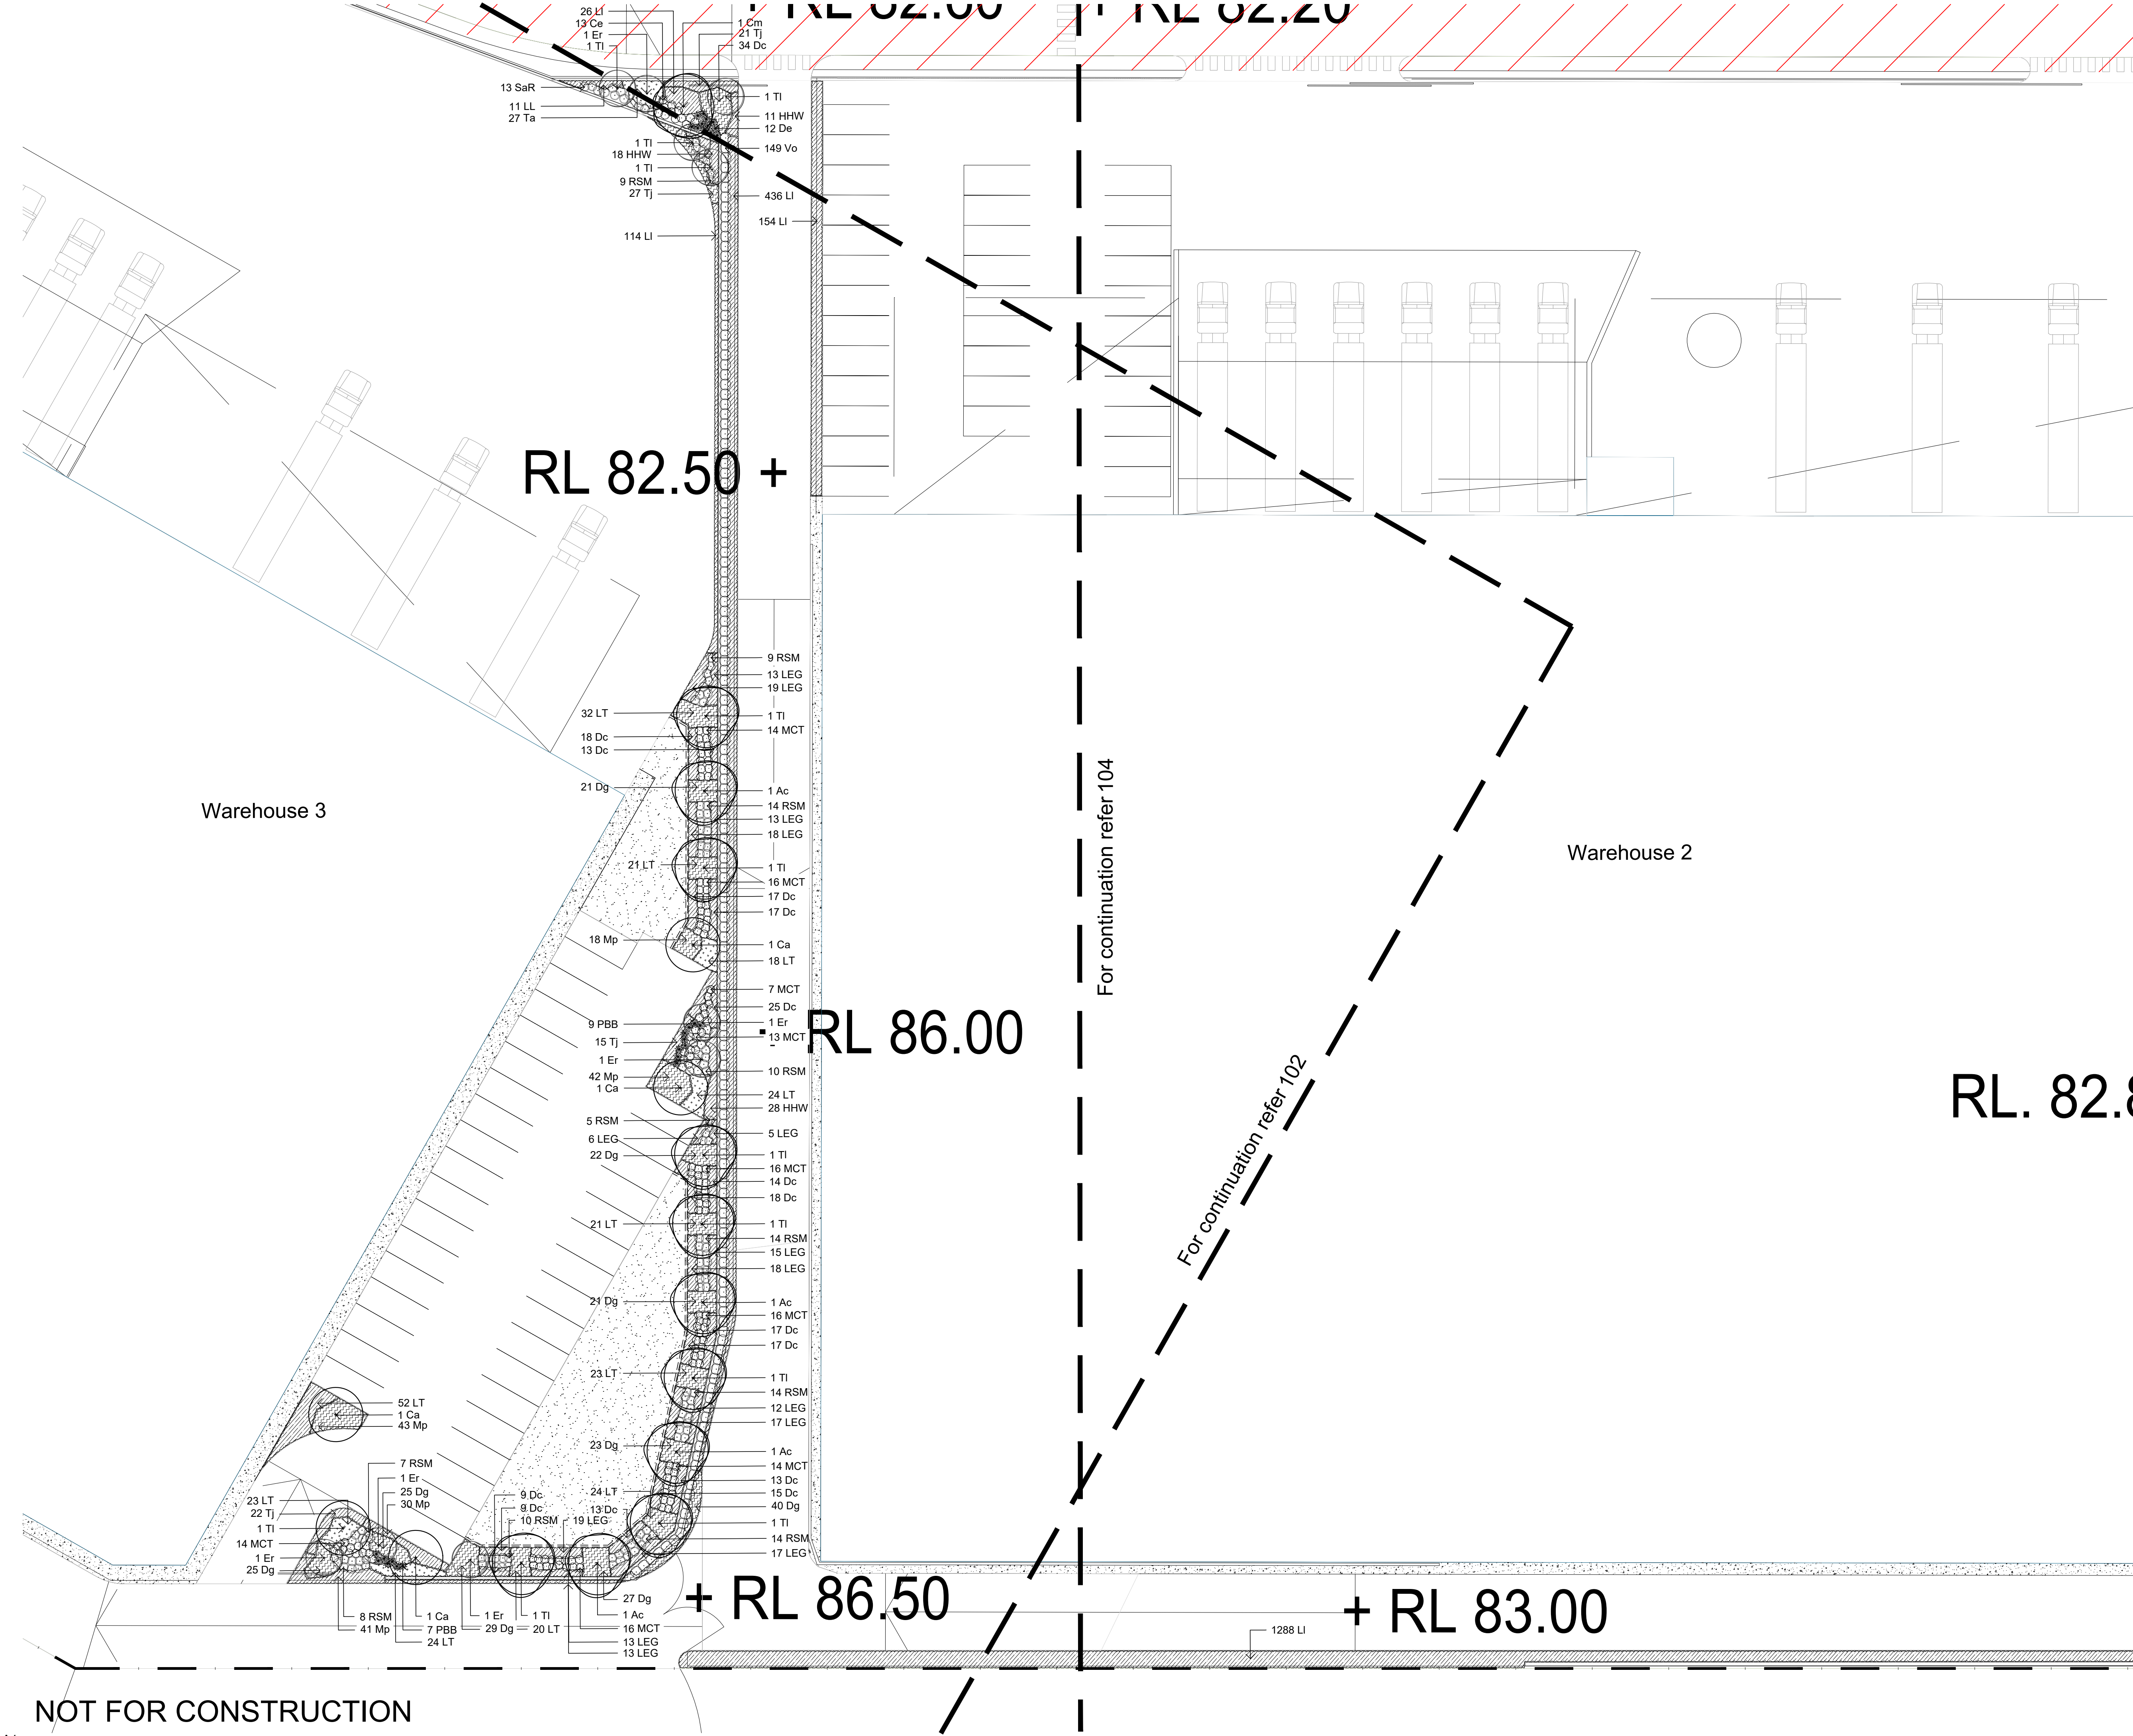 RL 82.20
26 LI
13 Ce
1 Er
1 Tl
1 Cm
21 Tj
34 Dc
13 SaR
11 LL
27 Ta
1 Tl
11 HHW
12 De
149 Vo
1 Tl
18 HHW
1 Tl
9 RSM
27 Tj
436 LI
154 LI
114 LI
RL 82.50 +
9 RSM
13 LEG
19 LEG
32 LT
1 Tl
14 MCT
18 Dc
13 Dc
21 Dg
1 Ac
14 RSM
13 LEG
18 LEG
21 LT
1 Tl
16 MCT
17 Dc
17 Dc
18 Mp
1 Ca
18 LT
Warehouse 3
Warehouse 2
For continuation refer 104
7 MCT
25 Dc
9 PBB
1 Er
13 MCT
RL 86.00
15 Tj
1 Er
10 RSM
42 Mp
1 Ca
24 LT
28 HHW
RL. 82.8
For continuation refer 102
5 RSM
5 LEG
6 LEG
22 Dg
1 Tl
16 MCT
14 Dc
18 Dc
21 LT
1 Tl
14 RSM
15 LEG
18 LEG
21 Dg
1 Ac
16 MCT
17 Dc
17 Dc
23 LT
1 Tl
14 RSM
12 LEG
17 LEG
52 LT
1 Ca
43 Mp
23 Dg
1 Ac
14 MCT
13 Dc
15 Dc
40 Dg
1 Tl
14 RSM
17 LEG
7 RSM
1 Er
25 Dg
30 Mp
24 LT
13 Dc
9 Dc
9 Dc
10 RSM
19 LEG
23 LT
22 Tj
1 Tl
14 MCT
1 Er
25 Dg
8 RSM
41 Mp
1 Ca
7 PBB
24 LT
1 Er
29 Dg
1 Tl
20 LT
27 Dg
1 Ac
16 MCT
13 LEG
13 LEG
+ RL 86.50
+ RL 83.00
1288 LI
NOT FOR CONSTRUCTION